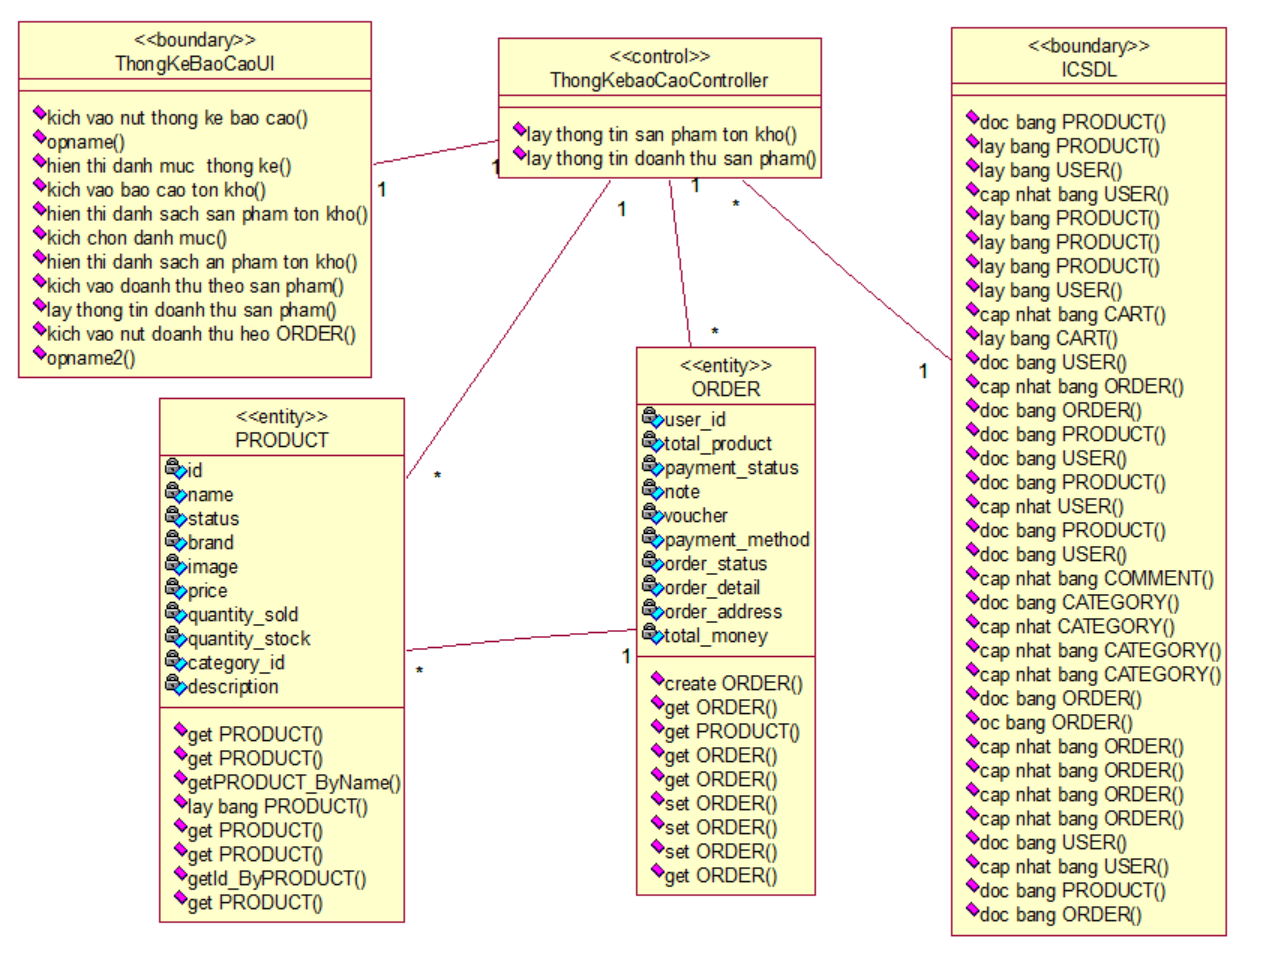 <<boundary>>
ThongKeBaoCaoUI
kich vao nut thong ke bao cao()
opname()
hien thi danh muc thong ke()
kich vao bao cao ton kho()
hien thi danh sach san pham ton kho()
kich chon danh muc()
hien thi danh sach an pham ton kho()
kich vao doanh thu theo san pham()
lay thong tin doanh thu san pham()
kich vao nut doanh thu heo ORDER()
opname2()
1
1
<<control>>
ThongKebaoCaoController
lay thong tin san pham ton kho()
lay thong tin doanh thu san pham()
1
1
*
*
*
1
<<boundary>>
ICSDL
doc bang PRODUCT()
lay bang PRODUCT()
lay bang USER()
cap nhat bang USER()
lay bang PRODUCT()
lay bang PRODUCT()
lay bang PRODUCT()
lay bang USER()
cap nhat bang CART()
lay bang CART()
doc bang USER()
cap nhat bang ORDER()
doc bang ORDER()
doc bang PRODUCT()
doc bang USER()
doc bang PRODUCT()
cap nhat USER()
doc bang PRODUCT()
doc bang USER()
cap nhat bang COMMENT()
doc bang CATEGORY()
cap nhat CATEGORY()
cap nhat bang CATEGORY()
cap nhat bang CATEGORY()
doc bang ORDER()
oc bang ORDER()
cap nhat bang ORDER()
cap nhat bang ORDER()
cap nhat bang ORDER()
cap nhat bang ORDER()
doc bang USER()
cap nhat bang USER()
doc bang PRODUCT()
doc bang ORDER()
<<entity>>
PRODUCT
id
name
status
brand
image
price
quantity_sold
quantity_stock
category_id
description
get PRODUCT()
get PRODUCT()
getPRODUCT_ByName()
lay bang PRODUCT()
get PRODUCT()
get PRODUCT()
getId_ByPRODUCT()
get PRODUCT()
*
1
<<entity>>
ORDER
user_id
total_product
payment_status
note
voucher
payment_method
order_status
order_detail
order_address
total_money
create ORDER()
get ORDER()
get PRODUCT()
get ORDER()
get ORDER()
set ORDER()
set ORDER()
set ORDER()
get ORDER()